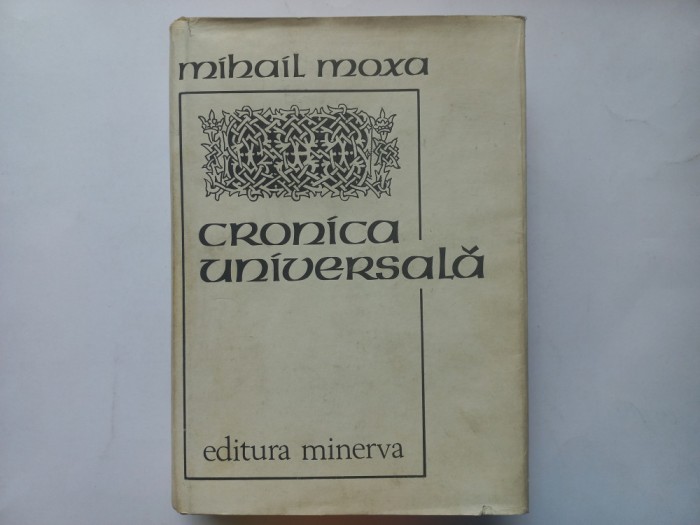 mihail moxa
cronica
universală
editura minerva